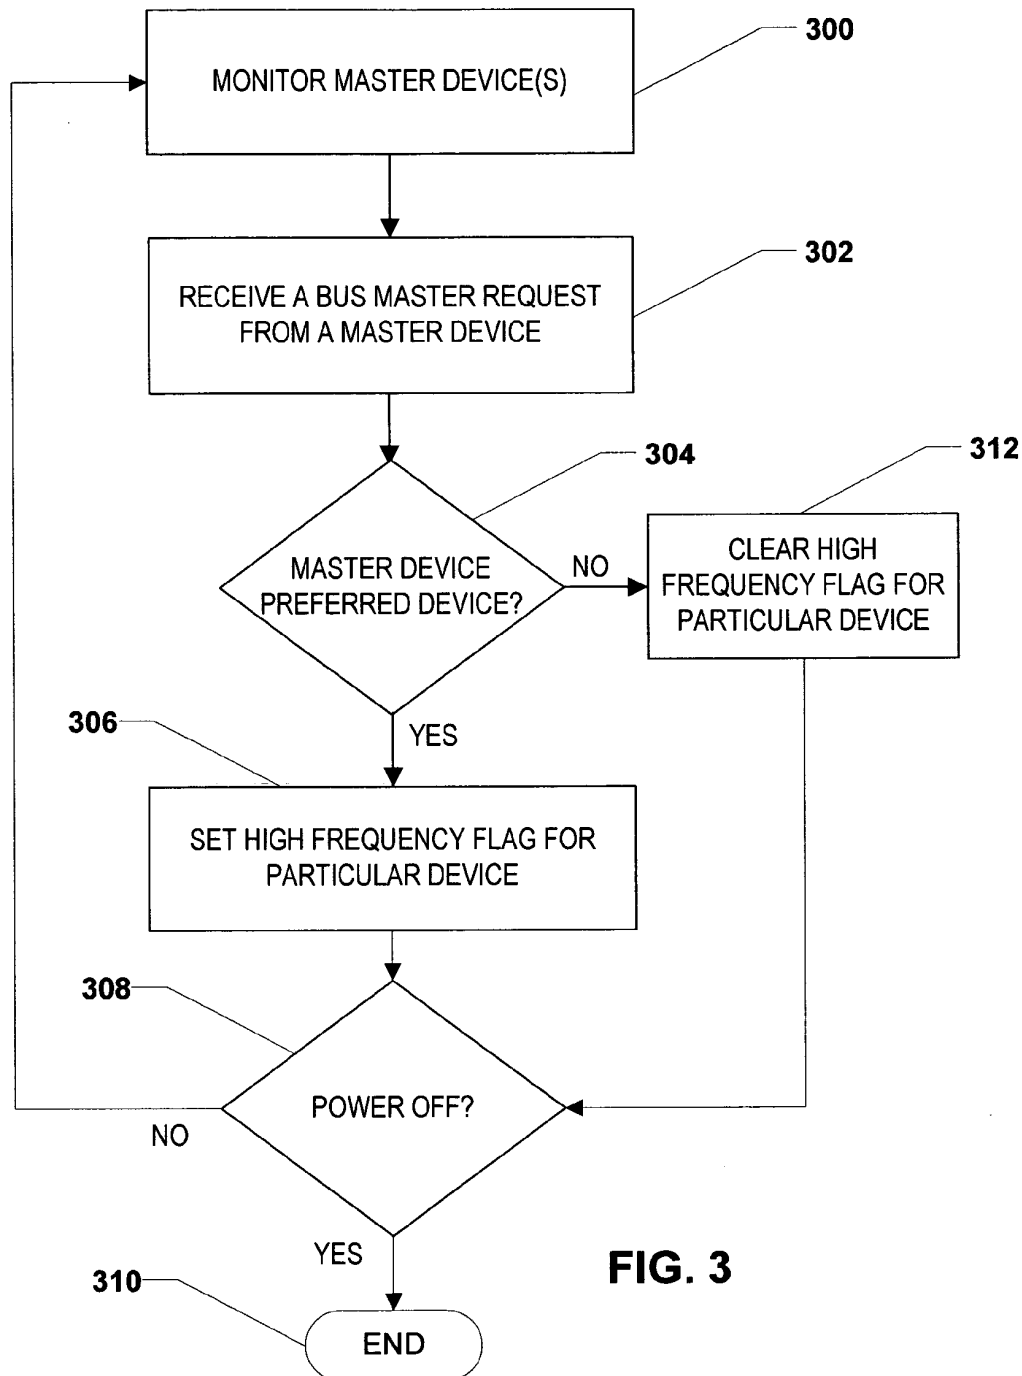 300
MONITOR MASTER DEVICE(S)
302
RECEIVE A BUS MASTER REQUEST
FROM A MASTER DEVICE
304
312
MASTER DEVICE
PREFERRED DEVICE?
NO
CLEAR HIGH
FREQUENCY FLAG FOR
PARTICULAR DEVICE
306
YES
SET HIGH FREQUENCY FLAG FOR
PARTICULAR DEVICE
308
POWER OFF?
NO
YES
FIG. 3
310
END